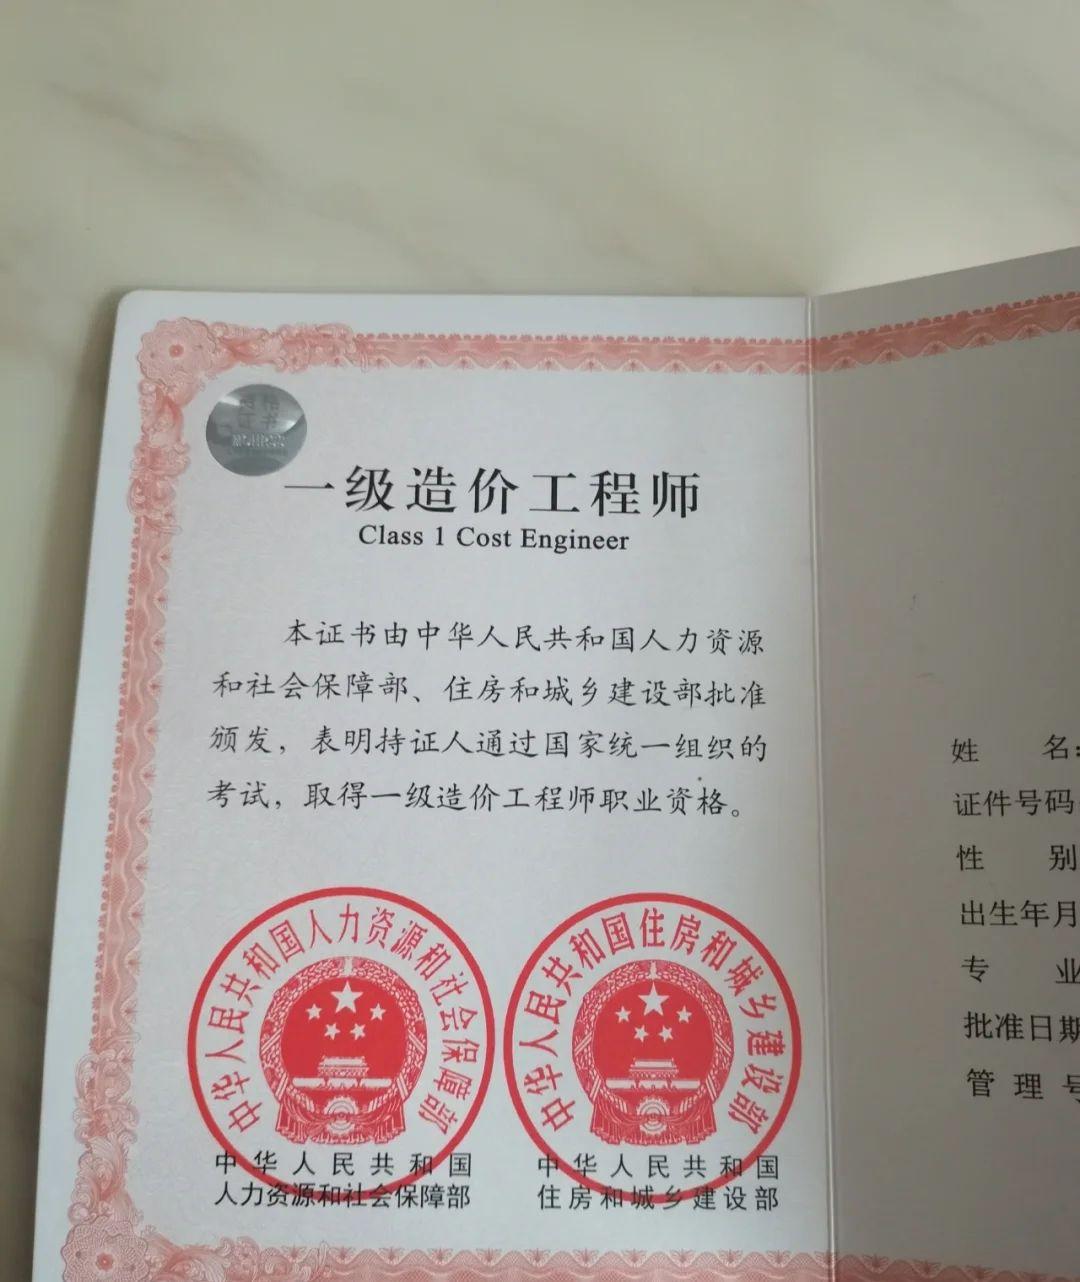 资格
证书
一级造价工程师
Class 1 Cost Engineer
本证书由中华人民共和国人力资源
和社会保障部、住房和城乡建设部批准
颁发，表明持证人通过国家统一组织的
考试，取得一级造价工程师职业资格。
中华人民共和国人力资源和社会保障部
中华人民共和国
人力资源和社会保障部
中华人民共和国住房和城乡建设部
中华人民共和国
住房和城乡建设部
姓 名：
证件号码
性 别
出生年月
专 业
批准日期
管 理 号